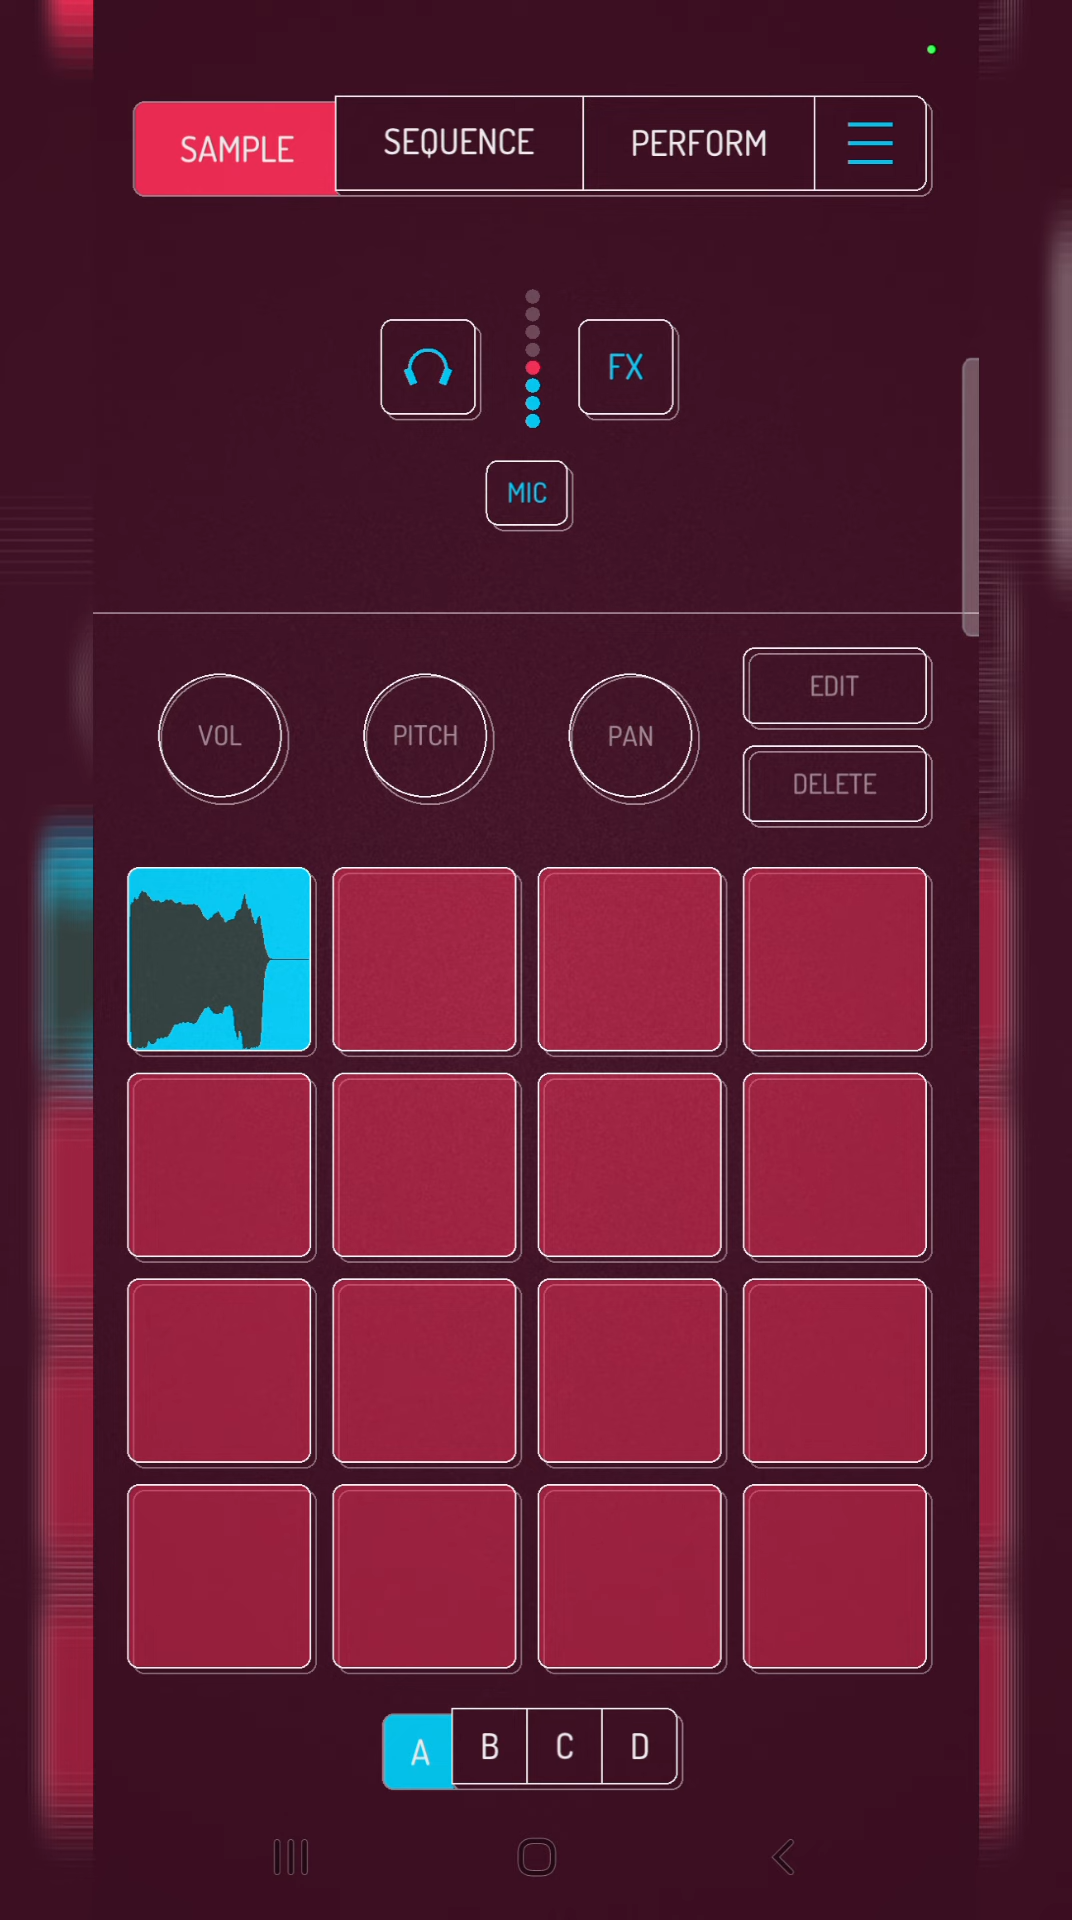 SAMPLE SEQUENCE PERFORM
FX
MIC
VOL PITCH PAN EDIT
DELETE
A B C D